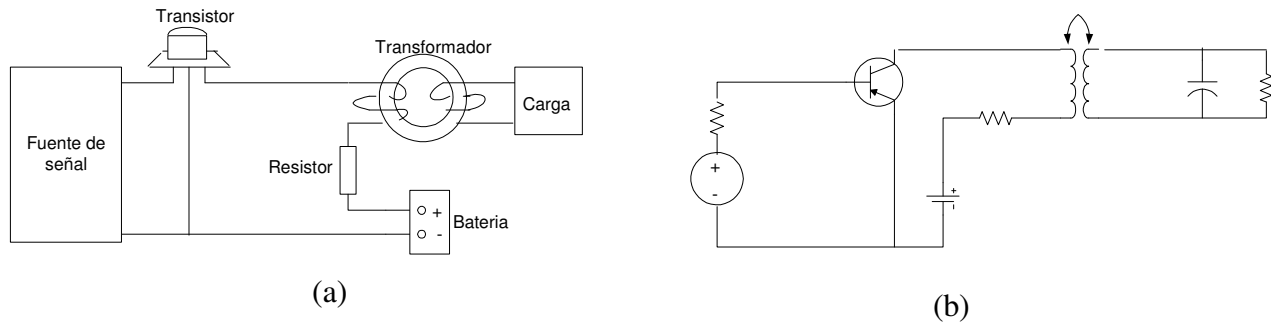 Transistor
Transformador
Fuente de
señal
Carga
Resistor
+
-
Bateria
(a)
+
-
+
-
(b)